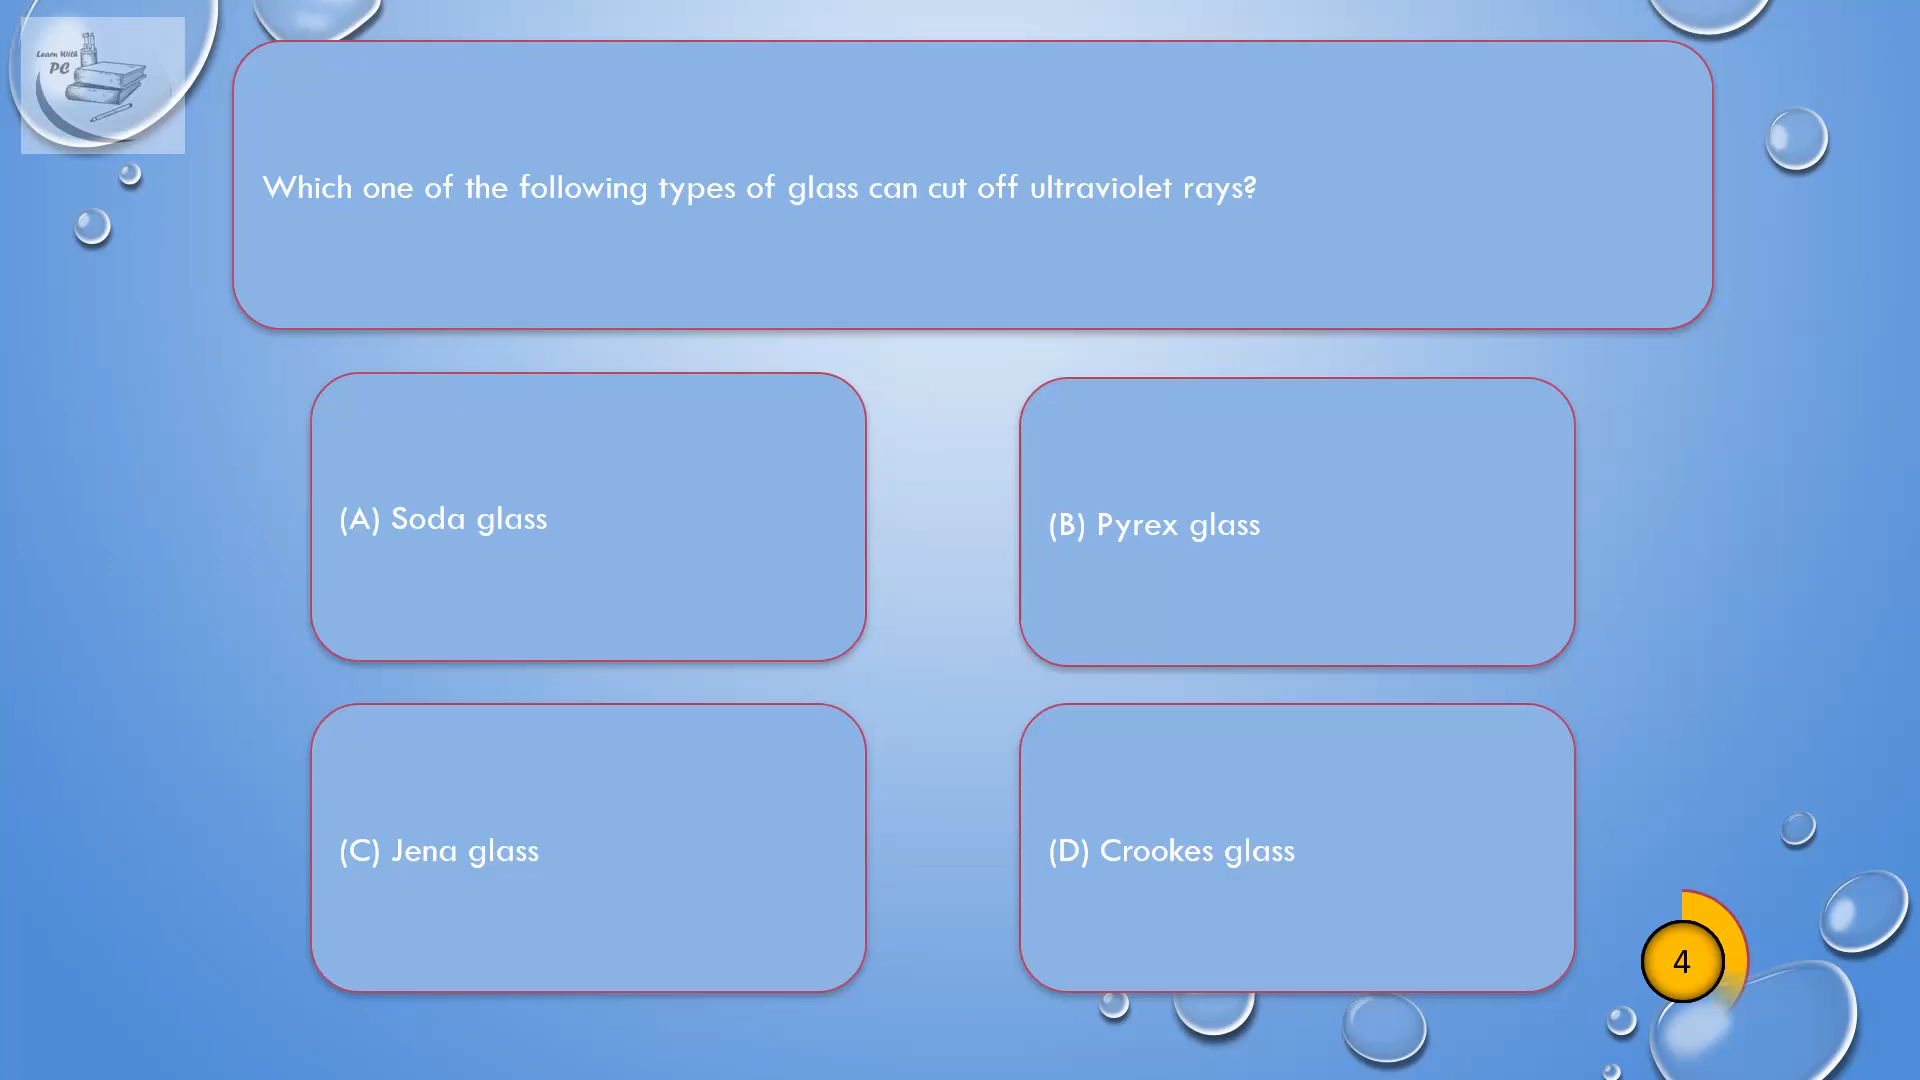 Learn With
PC
Which one of the following types of glass can cut off ultraviolet rays?
(A) Soda glass
(B) Pyrex glass
(C) Jena glass
(D) Crookes glass
4